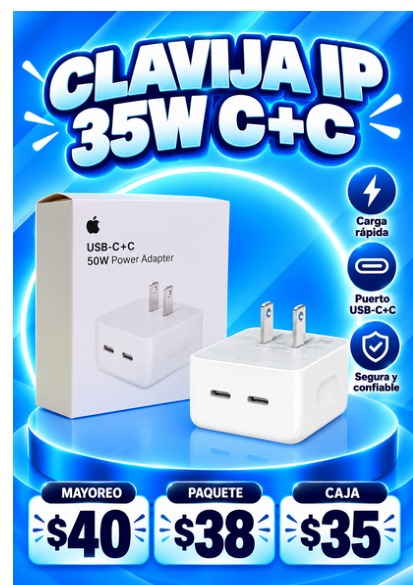 CLAVIJA IP
35W C+C
USB-C+C
50W Power Adapter
Carga
rápida
Puerto
USB-C+C
Segura y
confiable
MAYOREO
$40
PAQUETE
$38
CAJA
$35